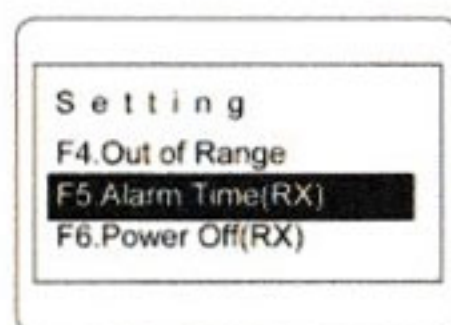 Setting
F4.Out of Range
F5.Alarm Time(RX)
F6.Power Off(RX)